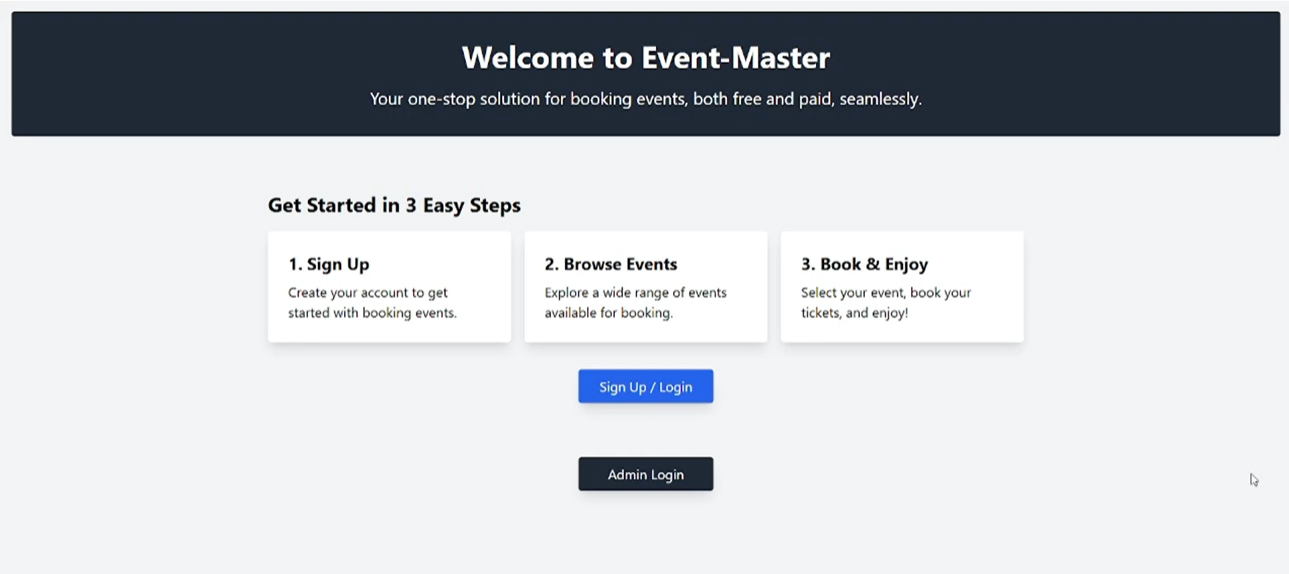 Welcome to Event-Master
Your one-stop solution for booking events, both free and paid, seamlessly.
Get Started in 3 Easy Steps
1. Sign Up
Create your account to get
started with booking events.
2. Browse Events
Explore a wide range of events
available for booking.
3. Book & Enjoy
Select your event, book your
tickets, and enjoy!
Sign Up / Login
Admin Login